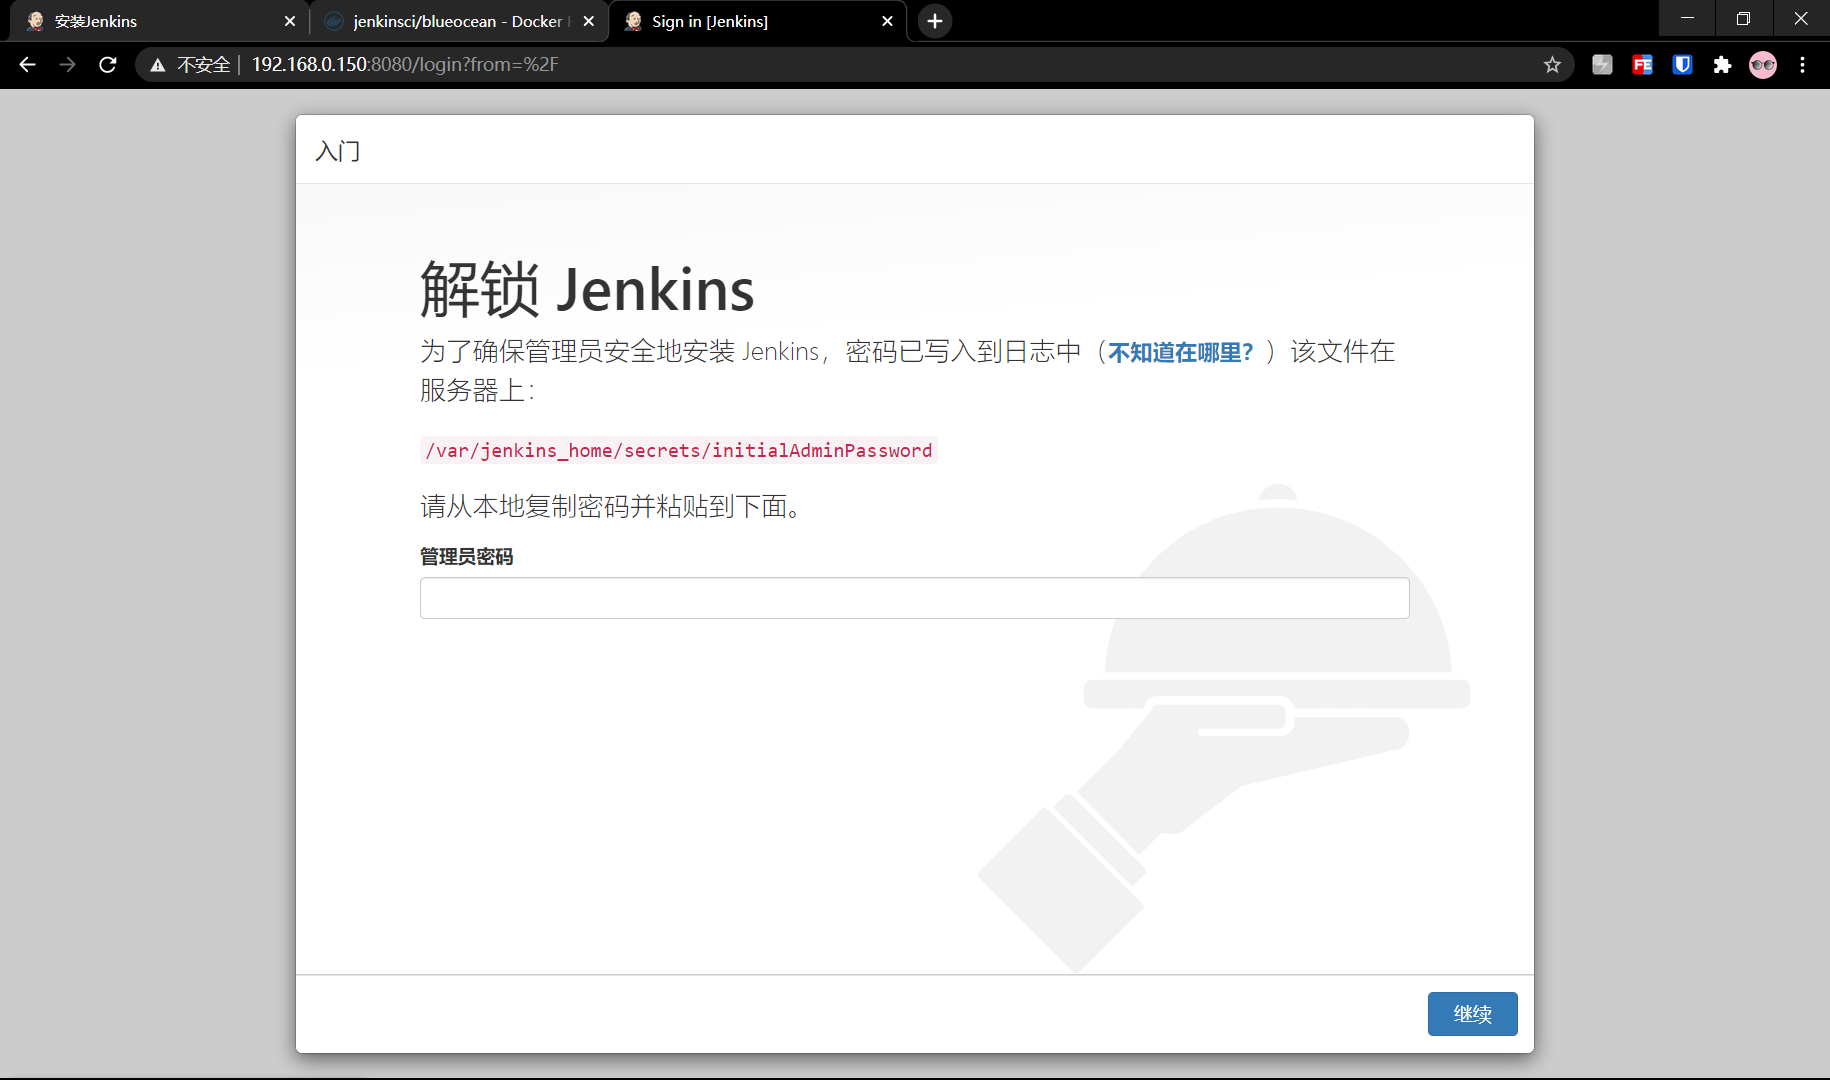 安装Jenkins
jenkinsci/blueocean - Docker
Sign in [Jenkins]
不安全 | 192.168.0.150:8080/login?from=%2F
FE
入门
解锁 Jenkins
为了确保管理员安全地安装 Jenkins，密码已写入到日志中（不知道在哪里？）该文件在
服务器上：
/var/jenkins_home/secrets/initialAdminPassword
请从本地复制密码并粘贴到下面。
管理员密码
继续